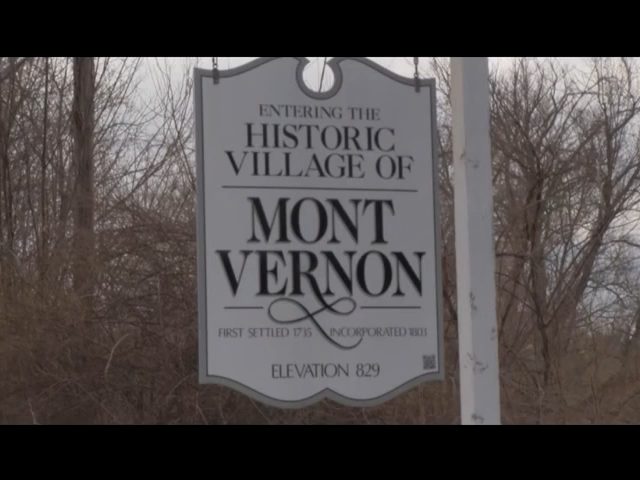 ENTERING THE
HISTORIC
VILLAGE OF
MONT
VERNON
FIRST SETTLED 1735 INCORPORATED 1803
ELEVATION 829